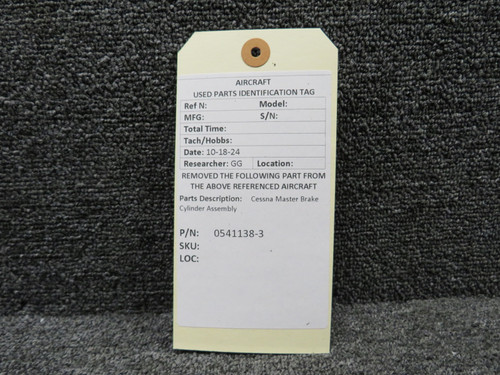 AIRCRAFT
USED PARTS IDENTIFICATION TAG
Ref N: Model:
MFG: S/N:
Total Time:
Tach/Hobbs:
Date: 10-18-24
Researcher: GG Location:
REMOVED THE FOLLOWING PART FROM
THE ABOVE REFERENCED AIRCRAFT
Parts Description: Cessna Master Brake
Cylinder Assembly
P/N: 0541138-3
SKU:
LOC: